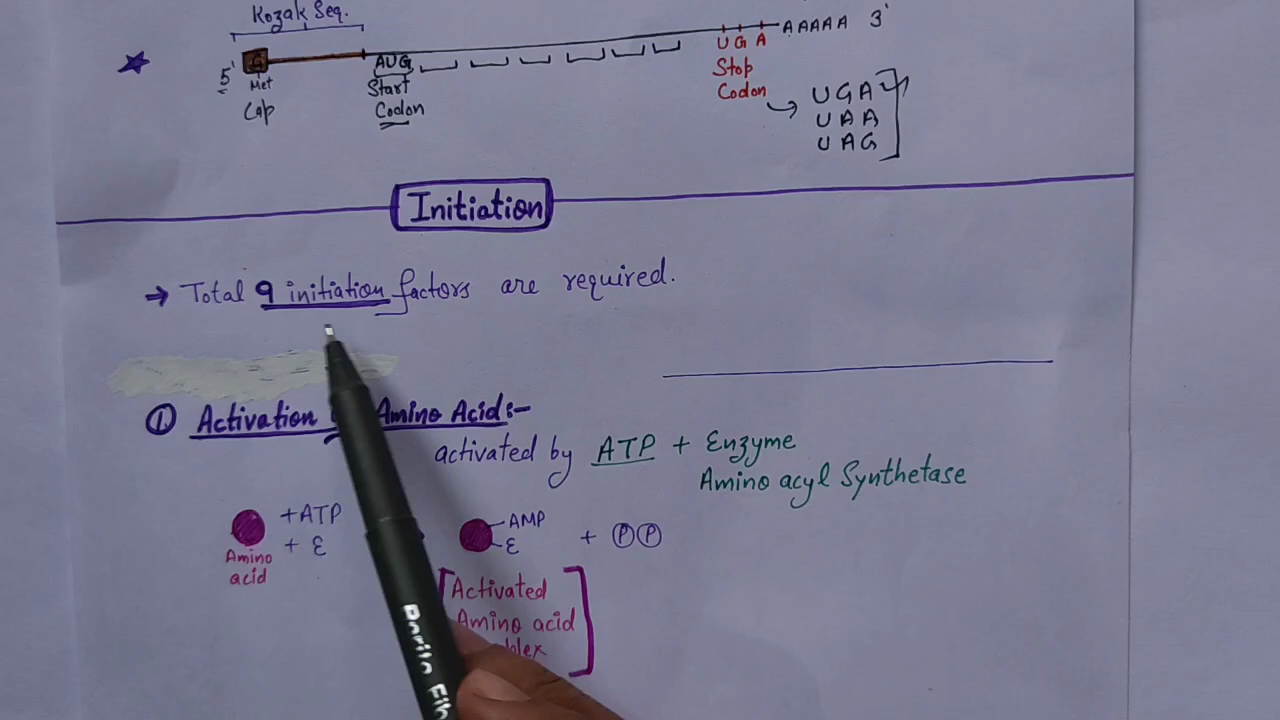 Kozak Seq.
5' G AUG U G A AAAAA 3'
Met Start Stop
Cap Codon Codon
UGA
UAA
UAG
Initiation
→ Total 9 initiation factors are required.
① Activation Amino Acid:-
activated by ATP + Enzyme
Amino acyl Synthetase
+ATP AMP
+ ε ε + Ⓟ Ⓟ
Amino
acid
[Activated
Amino acid